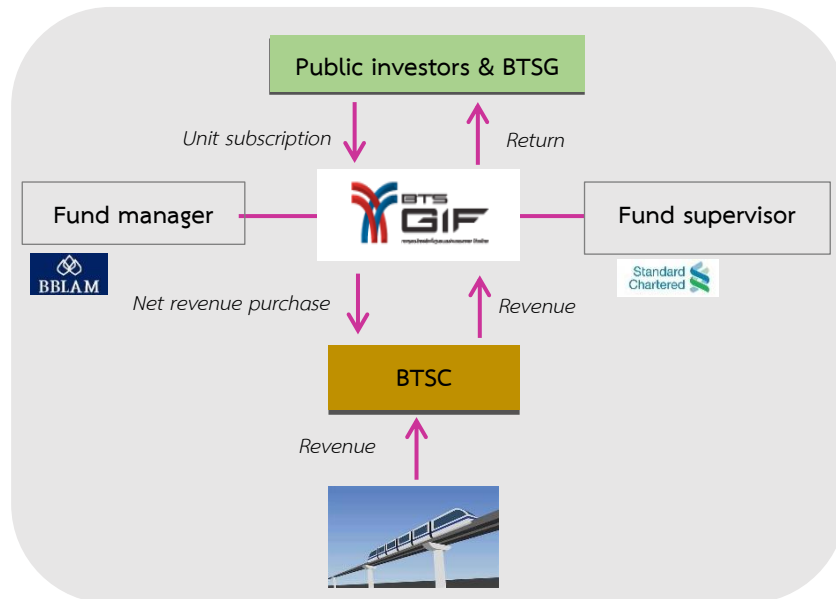 Public investors & BTSG
Unit subscription
Return
Fund manager
BTS
GIF
Fund supervisor
BBLAM
Standard
Chartered
Net revenue purchase
Revenue
BTSC
Revenue